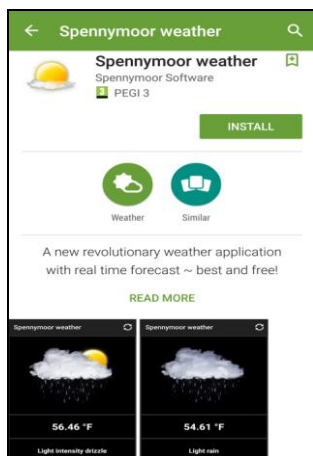 Spennymoor weather
Spennymoor weather
Spennymoor Software
3 PEGI 3
INSTALL
Weather
Similar
A new revolutionary weather application
with real time forecast ~ best and free!
READ MORE
Spennymoor weather
Spennymoor weather
56.46 °F
54.61 °F
Light intensity drizzle
Light rain